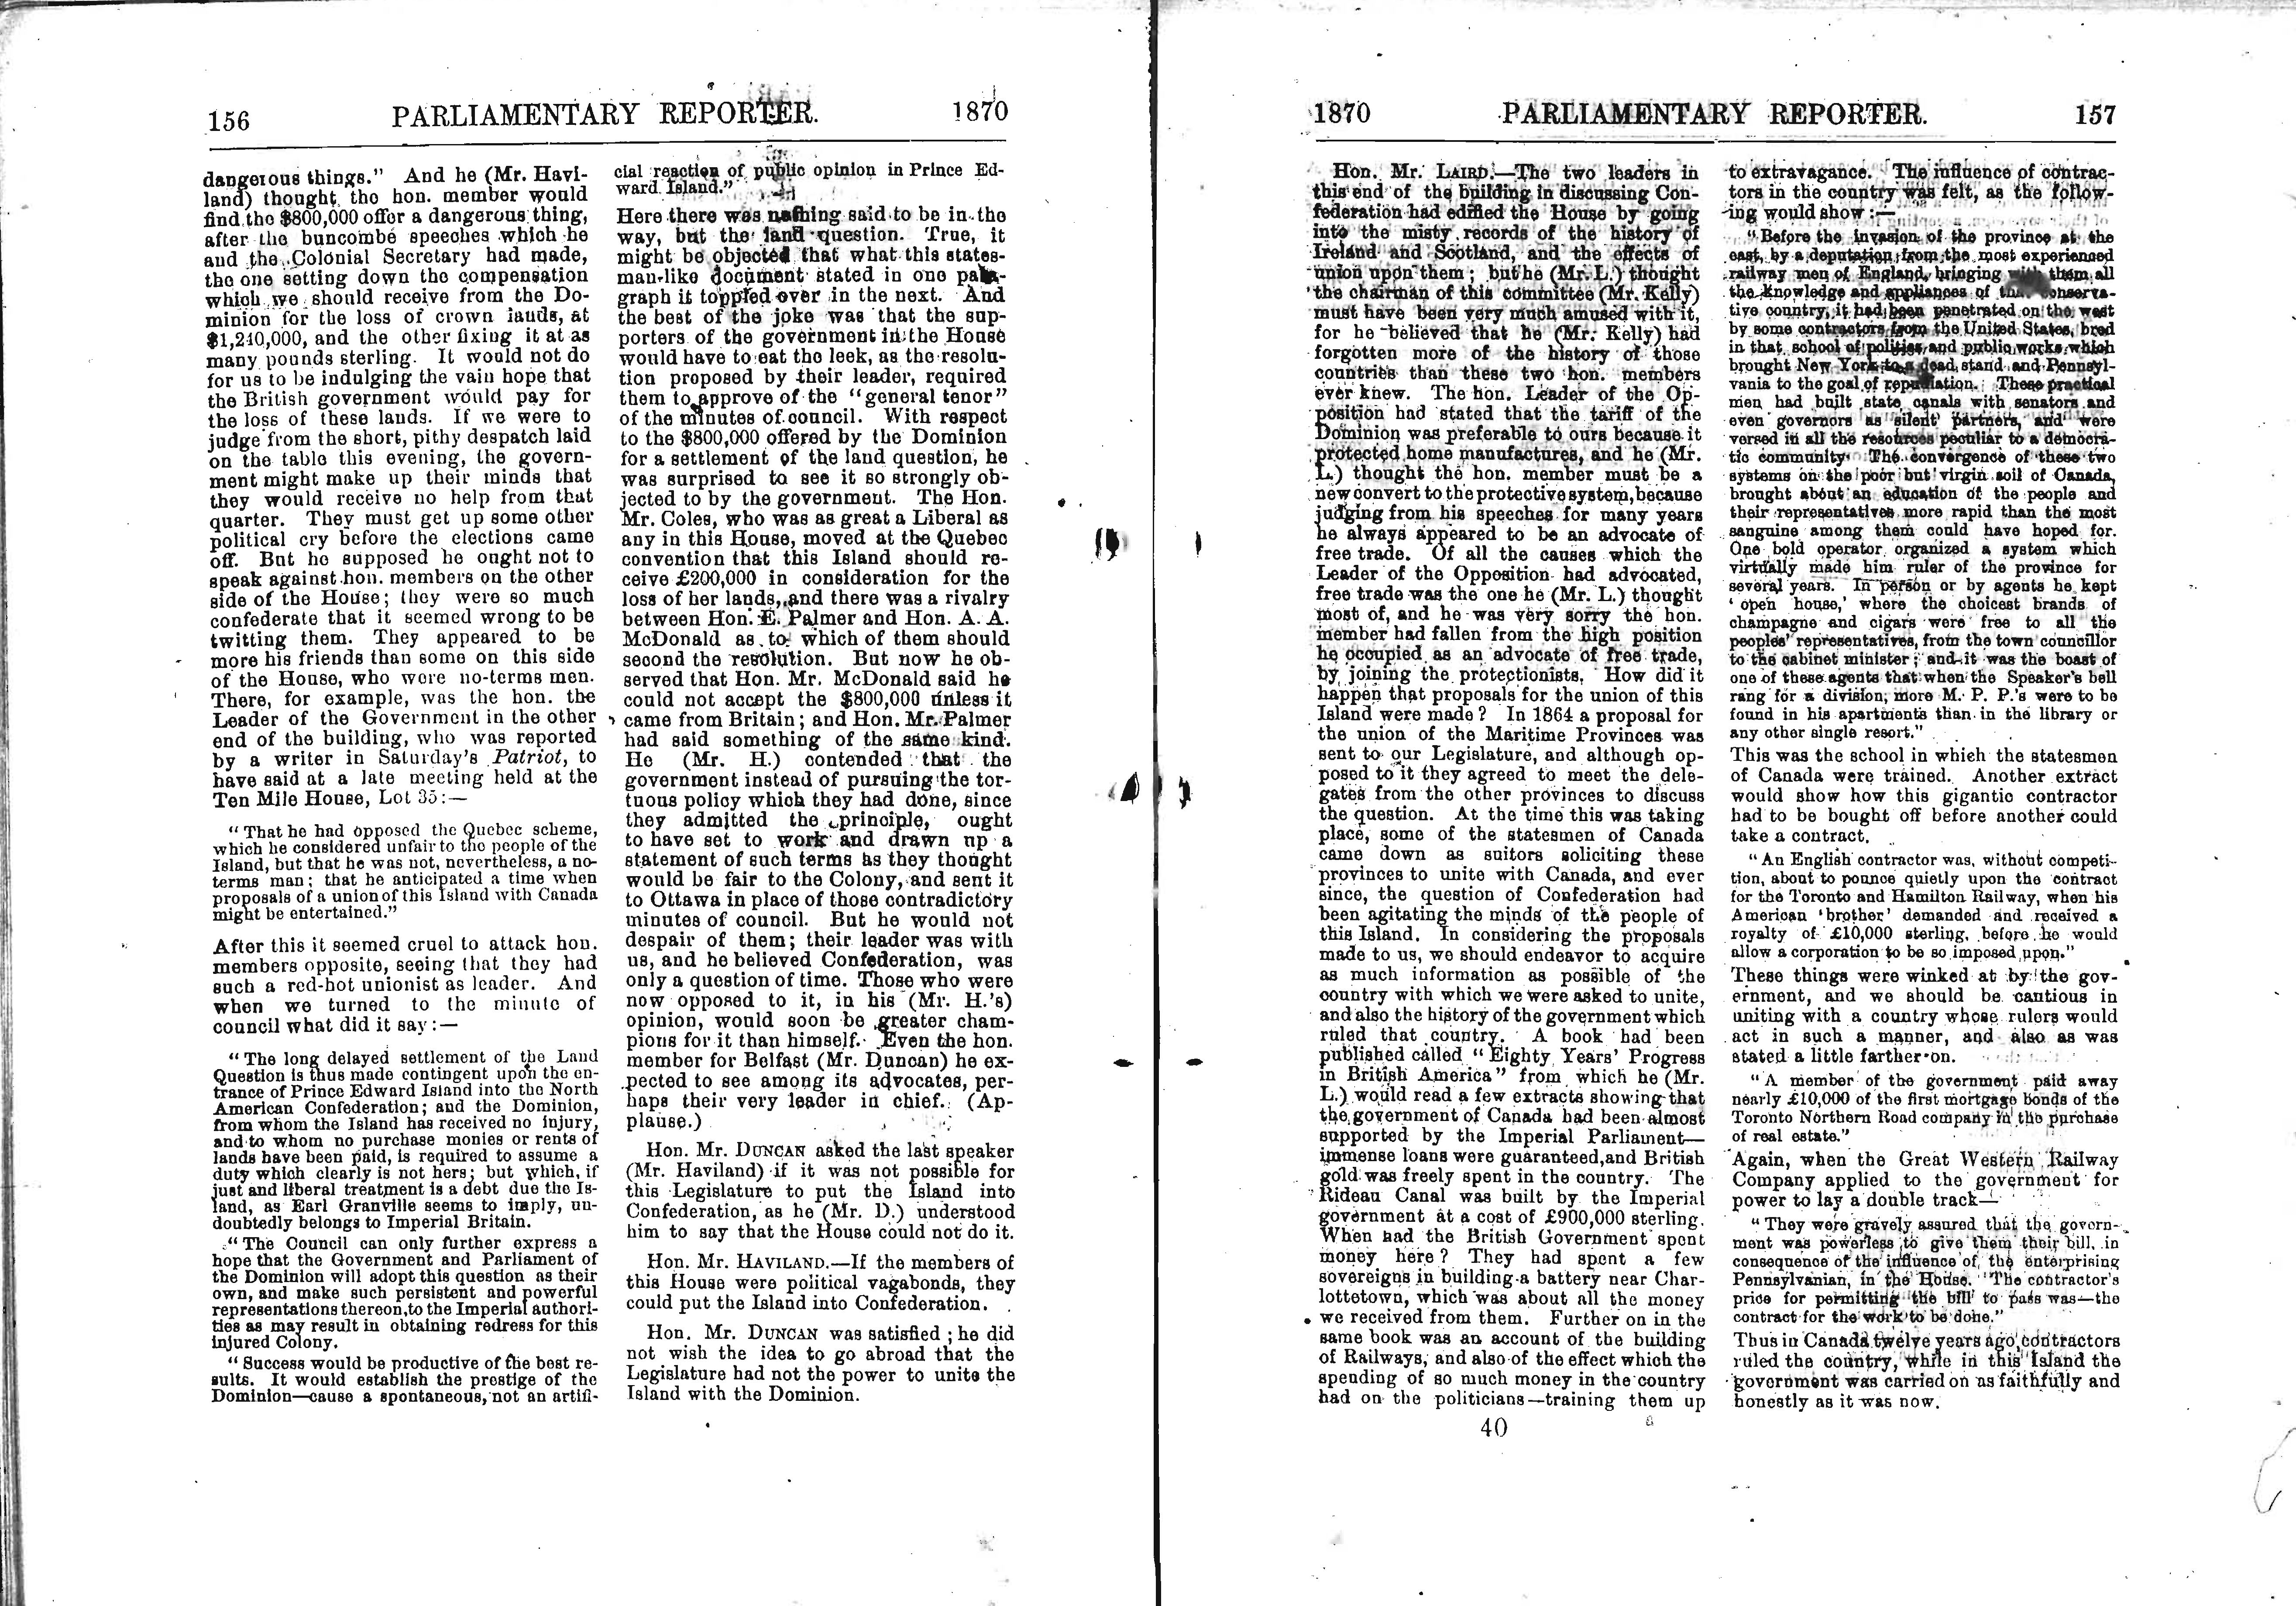 156 PARLIAMENTARY REPORTER. 1870
dangerous things." And he (Mr. Havi-
land) thought the hon. member would
find the $800,000 offer a dangerous thing,
after the buncombe speeches which he
and the Colonial Secretary had made,
the one setting down the compensation
which we should receive from the Do-
minion for the loss of crown lauds, at
$1,240,000, and the other fixing it at as
many pounds sterling. It would not do
for us to be indulging the vain hope that
the British government would pay for
the loss of these lands. If we were to
judge from the short, pithy despatch laid
on the table this evening, the govern-
ment might make up their minds that
they would receive no help from that
quarter. They must get up some other
political cry before the elections came
off. But he supposed he ought not to
speak against hon. members on the other
side of the House; they were so much
confederate that it seemed wrong to be
twitting them. They appeared to be
more his friends than some on this side
of the House, who were no-terms men.
There, for example, was the hon. the
Leader of the Government in the other
end of the building, who was reported
by a writer in Saturday's Patriot, to
have said at a late meeting held at the
Ten Mile House, Lot 35:—
"That he had opposed the Quebec scheme,
which he considered unfair to the people of the
Island, but that he was not, nevertheless, a no-
terms man; that he anticipated a time when
proposals of a union of this Island with Canada
might be entertained."
After this it seemed cruel to attack hon.
members opposite, seeing that they had
such a red-hot unionist as leader. And
when we turned to the minute of
council what did it say:—
"The long delayed settlement of the Land
Question is thus made contingent upon the en-
trance of Prince Edward Island into the North
American Confederation; and the Dominion,
from whom the Island has received no injury,
and to whom no purchase monies or rents of
lands have been paid, is required to assume a
duty which clearly is not hers; but which, if
just and liberal treatment is a debt due the Is-
land, as Earl Granville seems to imply, un-
doubtedly belongs to Imperial Britain.
"The Council can only further express a
hope that the Government and Parliament of
the Dominion will adopt this question as their
own, and make such persistent and powerful
representations thereon, to the Imperial authori-
ties as may result in obtaining redress for this
injured Colony.
"Success would be productive of the best re-
sults. It would establish the prestige of the
Dominion—cause a spontaneous, not an artifi-
cial reaction of public opinion in Prince Ed-
ward Island."
Here there was nothing said to be in the
way, but the land question. True, it
might be objected that what this states-
man-like document stated in one para-
graph it toppled over in the next. And
the best of the joke was that the sup-
porters of the government in the House
would have to eat the leek, as the resolu-
tion proposed by their leader, required
them to approve of the "general tenor"
of the minutes of council. With respect
to the $800,000 offered by the Dominion
for a settlement of the land question, he
was surprised to see it so strongly ob-
jected to by the government. The Hon.
Mr. Coles, who was as great a Liberal as
any in this House, moved at the Quebec
convention that this Island should re-
ceive £200,000 in consideration for the
loss of her lands, and there was a rivalry
between Hon. E. Palmer and Hon. A. A.
McDonald as to which of them should
second the resolution. But now he ob-
served that Hon. Mr. McDonald said he
could not accept the $800,000 unless it
came from Britain; and Hon. Mr. Palmer
had said something of the same kind.
He (Mr. H.) contended that the
government instead of pursuing the tor-
tuous policy which they had done, since
they admitted the principle, ought
to have set to work and drawn up a
statement of such terms as they thought
would be fair to the Colony, and sent it
to Ottawa in place of those contradictory
minutes of council. But he would not
despair of them; their leader was with
us, and he believed Confederation, was
only a question of time. Those who were
now opposed to it, in his (Mr. H.'s)
opinion, would soon be greater cham-
pions for it than himself. Even the hon.
member for Belfast (Mr. Duncan) he ex-
pected to see among its advocates, per-
haps their very leader in chief. (Ap-
plause.)
Hon. Mr. DUNCAN asked the last speaker
(Mr. Haviland) if it was not possible for
this Legislature to put the Island into
Confederation, as he (Mr. D.) understood
him to say that the House could not do it.
Hon. Mr. HAVILAND.—If the members of
this House were political vagabonds, they
could put the Island into Confederation.
Hon. Mr. DUNCAN was satisfied; he did
not wish the idea to go abroad that the
Legislature had not the power to unite the
Island with the Dominion.
1870 PARLIAMENTARY REPORTER. 157
Hon. Mr. LAIRD.—The two leaders in
this end of the building in discussing Con-
federation had edified the House by going
into the misty records of the history of
Ireland and Scotland, and the effects of
union upon them; but he (Mr. L.) thought
the chairman of this committee (Mr. Kelly)
must have been very much amused with it,
for he believed that he (Mr. Kelly) had
forgotten more of the history of those
countries than these two hon. members
ever knew. The hon. Leader of the Op-
position had stated that the tariff of the
Dominion was preferable to ours because it
protected home manufactures, and he (Mr.
L.) thought the hon. member must be a
new convert to the protective system, because
judging from his speeches for many years
he always appeared to be an advocate of
free trade. Of all the causes which the
Leader of the Opposition had advocated,
free trade was the one he (Mr. L.) thought
most of, and he was very sorry the hon.
member had fallen from the high position
he occupied as an advocate of free trade,
by joining the protectionists. How did it
happen that proposals for the union of this
Island were made? In 1864 a proposal for
the union of the Maritime Provinces was
sent to our Legislature, and although op-
posed to it they agreed to meet the dele-
gates from the other provinces to discuss
the question. At the time this was taking
place, some of the statesmen of Canada
came down as suitors soliciting these
provinces to unite with Canada, and ever
since, the question of Confederation had
been agitating the minds of the people of
this Island. In considering the proposals
made to us, we should endeavor to acquire
as much information as possible of the
country with which we were asked to unite,
and also the history of the government which
ruled that country. A book had been
published called "Eighty Years' Progress
in British America" from which he (Mr.
L.) would read a few extracts showing that
the government of Canada had been almost
supported by the Imperial Parliament—
immense loans were guaranteed, and British
gold was freely spent in the country. The
Rideau Canal was built by the Imperial
government at a cost of £900,000 sterling.
When had the British Government spent
money here? They had spent a few
sovereigns in building a battery near Char-
lottetown, which was about all the money
we received from them. Further on in the
same book was an account of the building
of Railways, and also of the effect which the
spending of so much money in the country
had on the politicians—training them up
40
to extravagance. The influence of contrac-
tors in the country was felt, as the follow-
ing would show:—
"Before the invasion of the province at the
east, by a deputation from the most experienced
railway men of England, bringing with them all
the knowledge and appliances of that conserva-
tive country, it had been penetrated on the west
by some contractors from the United States, bred
in that school of politics and public works which
brought New York to a dead stand and Pennsyl-
vania to the goal of repudiation. These practical
men had built state canals with senators and
even governors as 'silent' partners, and were
versed in all the resources peculiar to a democra-
tic community. The convergence of these two
systems on the poor but virgin soil of Canada,
brought about an education of the people and
their representatives more rapid than the most
sanguine among them could have hoped for.
One bold operator organized a system which
virtually made him ruler of the province for
several years. In person or by agents he kept
'open house,' where the choicest brands of
champagne and cigars were free to all the
peoples' representatives, from the town councillor
to the cabinet minister; and it was the boast of
one of these agents that when the Speaker's bell
rang for a division, more M. P. P.'s were to be
found in his apartments than in the library or
any other single resort."
This was the school in which the statesmen
of Canada were trained. Another extract
would show how this gigantic contractor
had to be bought off before another could
take a contract.
"An English contractor was, without competi-
tion, about to pounce quietly upon the contract
for the Toronto and Hamilton Railway, when his
American 'brother' demanded and received a
royalty of £10,000 sterling, before he would
allow a corporation to be so imposed upon."
These things were winked at by the gov-
ernment, and we should be cautious in
uniting with a country whose rulers would
act in such a manner, and also as was
stated a little farther on.
"A member of the government paid away
nearly £10,000 of the first mortgage bonds of the
Toronto Northern Road company in the purchase
of real estate."
Again, when the Great Western Railway
Company applied to the government for
power to lay a double track—
"They were gravely assured that the govern-
ment was powerless to give them their bill, in
consequence of the influence of the enterprising
Pennsylvanian, in the House. The contractor's
price for permitting the bill to pass was—the
contract for the work to be done."
Thus in Canada twelve years ago, contractors
ruled the country, while in this Island the
government was carried on as faithfully and
honestly as it was now.